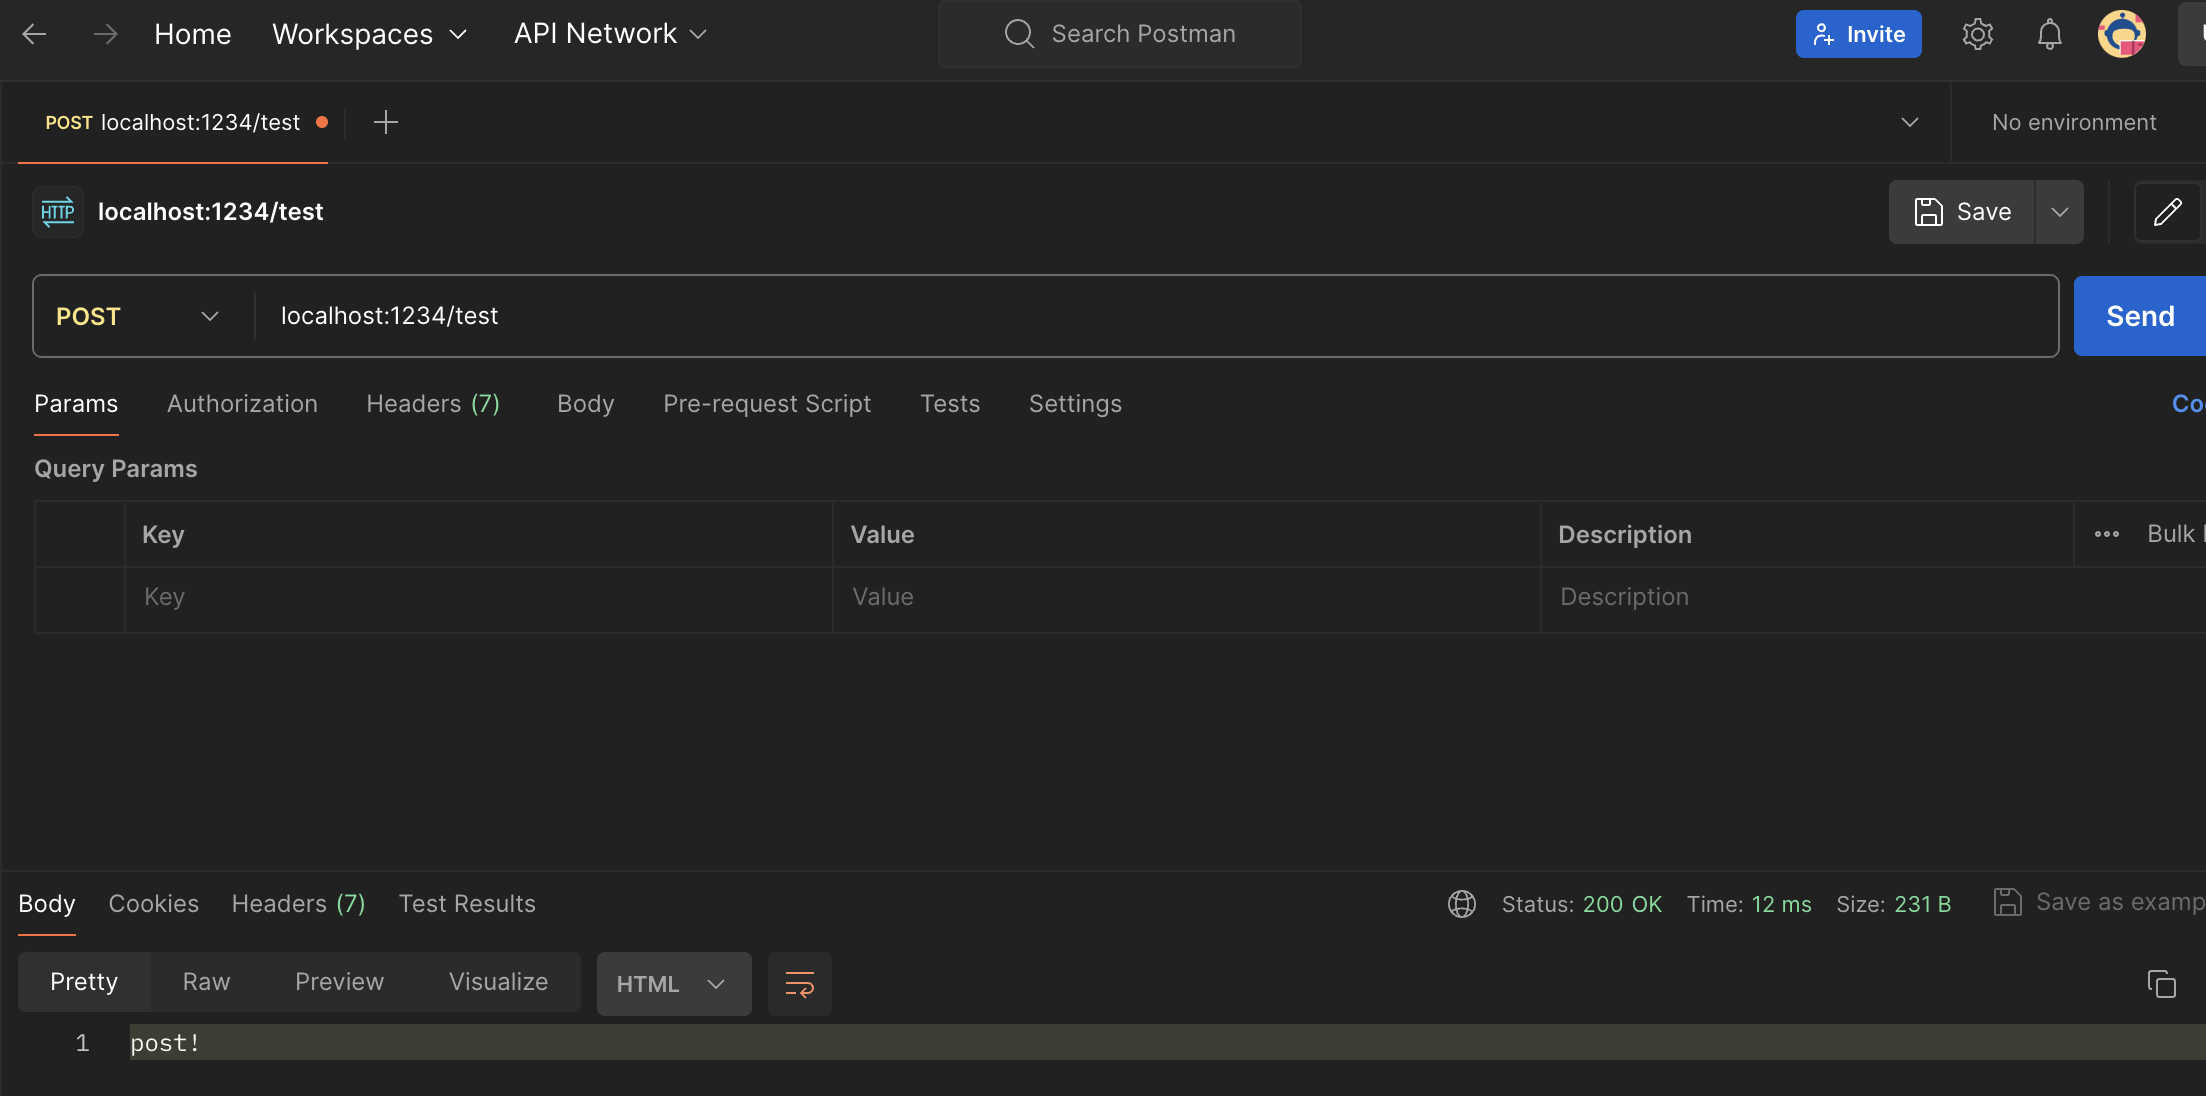 Home Workspaces API Network Search Postman Invite
POST localhost:1234/test No environment
HTTP localhost:1234/test Save
POST localhost:1234/test Send
Params Authorization Headers (7) Body Pre-request Script Tests Settings
Query Params
Key Value Description Bulk
Key Value Description
Body Cookies Headers (7) Test Results Status: 200 OK Time: 12 ms Size: 231 B Save as
Pretty Raw Preview Visualize HTML
1 post!